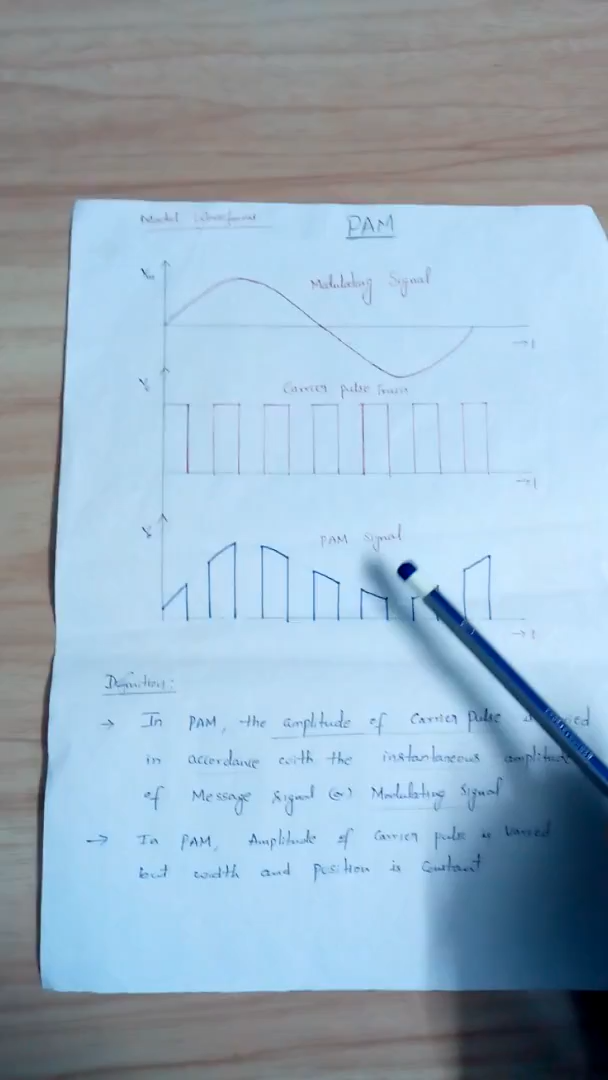 Model Waveforms
PAM
Vm
Modulating Signal
→ t
Vc
Carrier pulse Train
→ t
PAM Signal
→ t
Definition:
→ In PAM, the amplitude of Carrier pulse
in accordance with the instantaneous amplitude
of Message signal (or) Modulating Signal
→ In PAM, Amplitude of Carrier pulse is Varied
but width and position is Constant